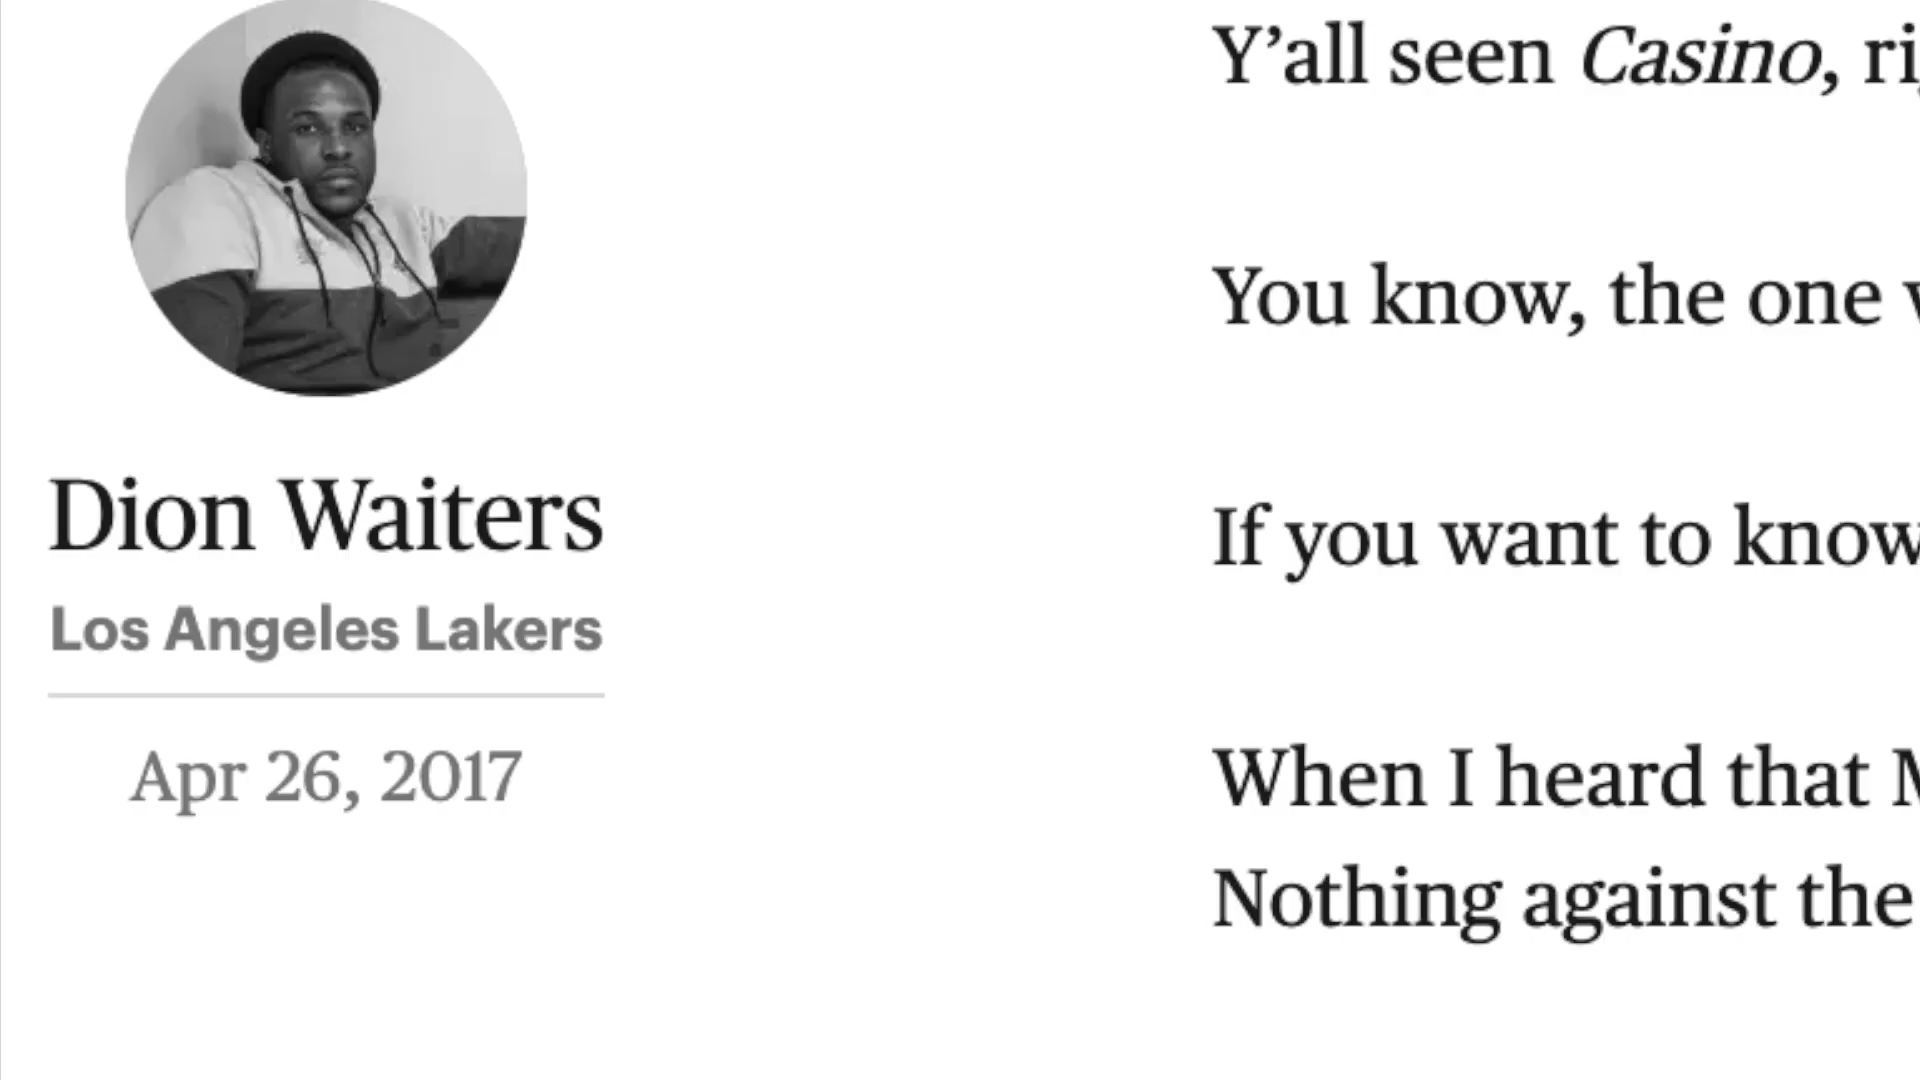 Dion Waiters
Los Angeles Lakers
Apr 26, 2017
Y’all seen Casino,
You know, the one
If you want to know
When I heard that
Nothing against the